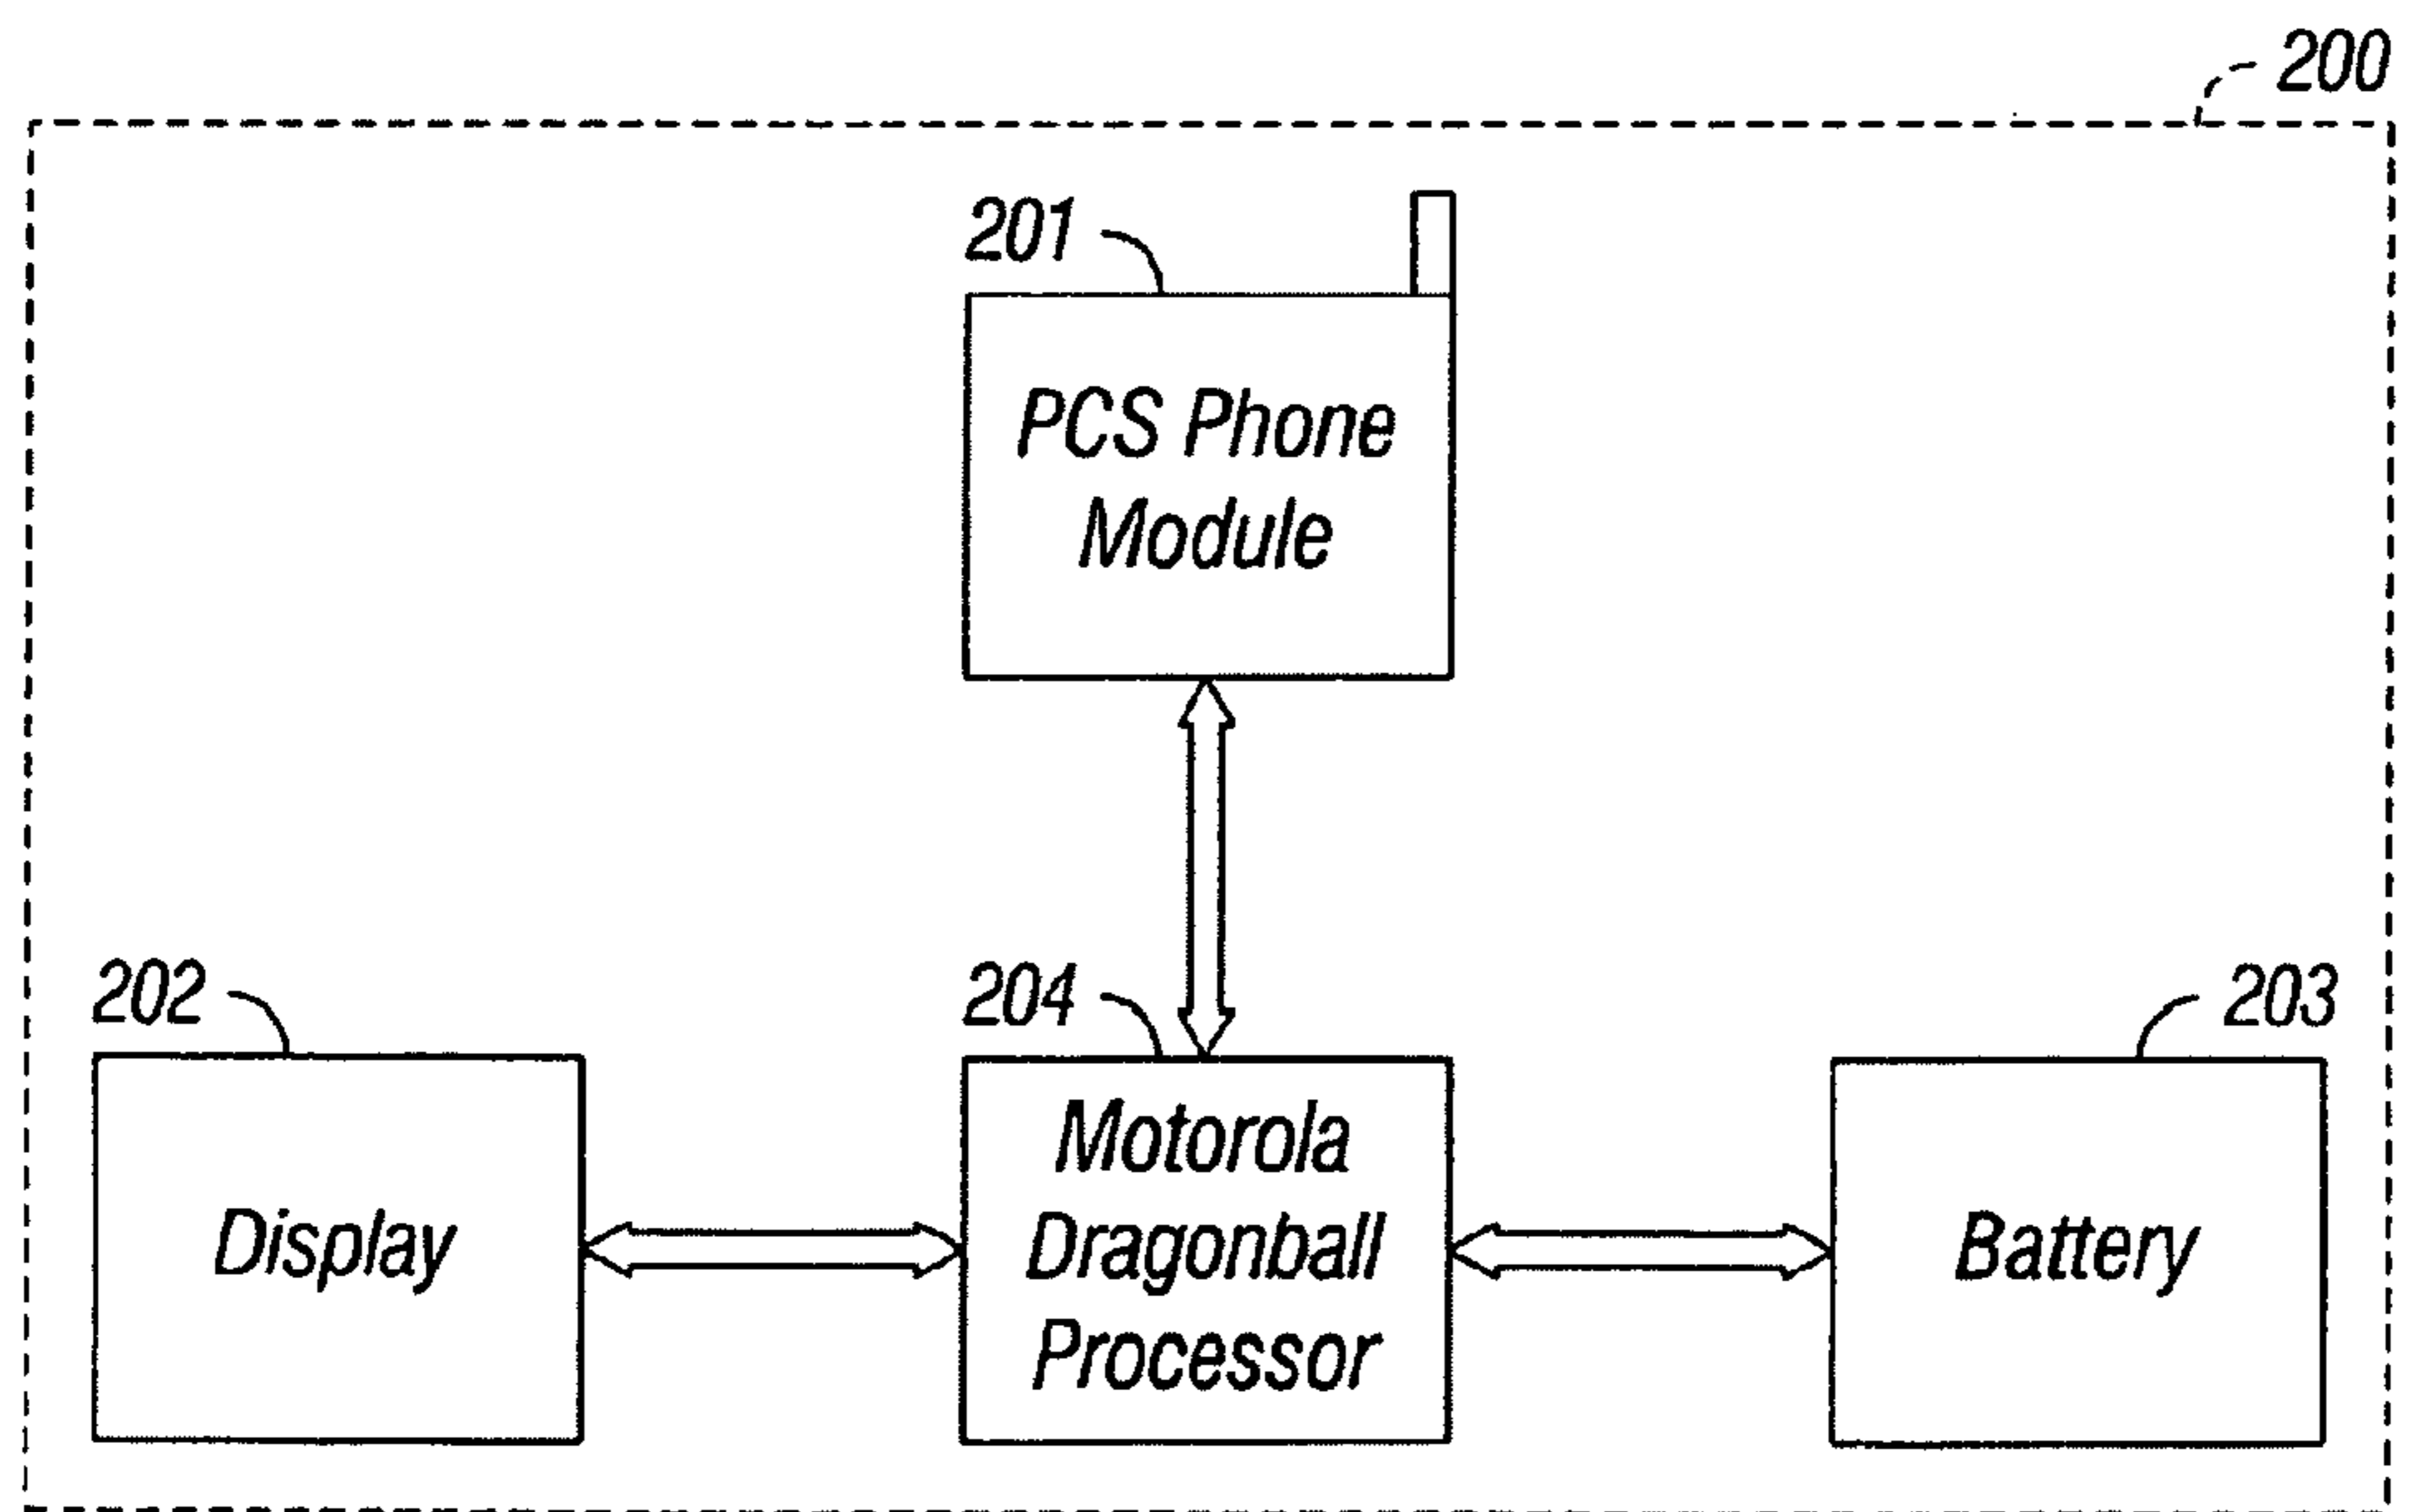 200
201
PCS Phone
Module
202
204
203
Display
Motorola
Dragonball
Processor
Battery